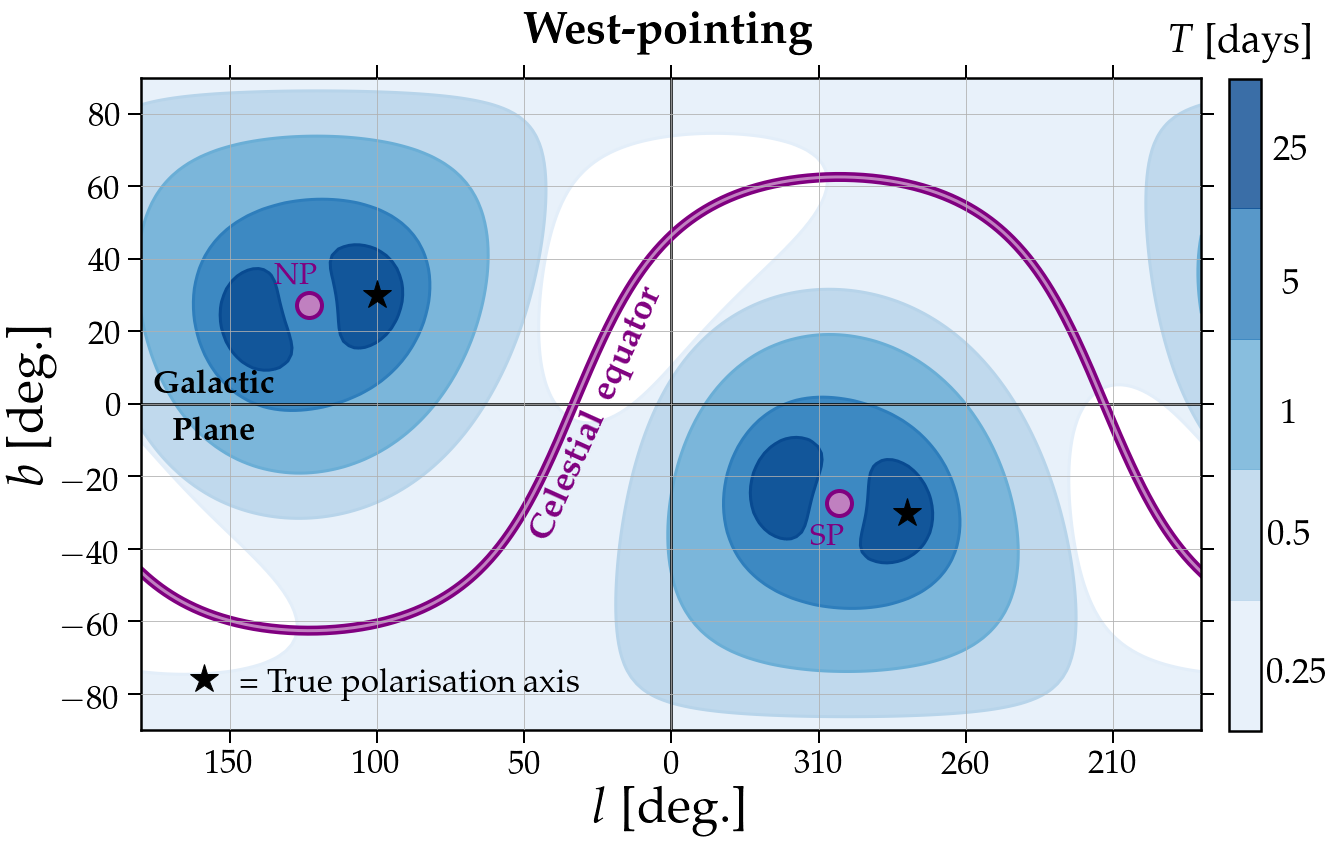 West-pointing
T [days]
80
60
40
20
0
−20
−40
−60
−80
b [deg.]
NP
Galactic
Plane
Celestial equator
SP
★ = True polarisation axis
150
100
50
0
310
260
210
l [deg.]
25
5
1
0.5
0.25